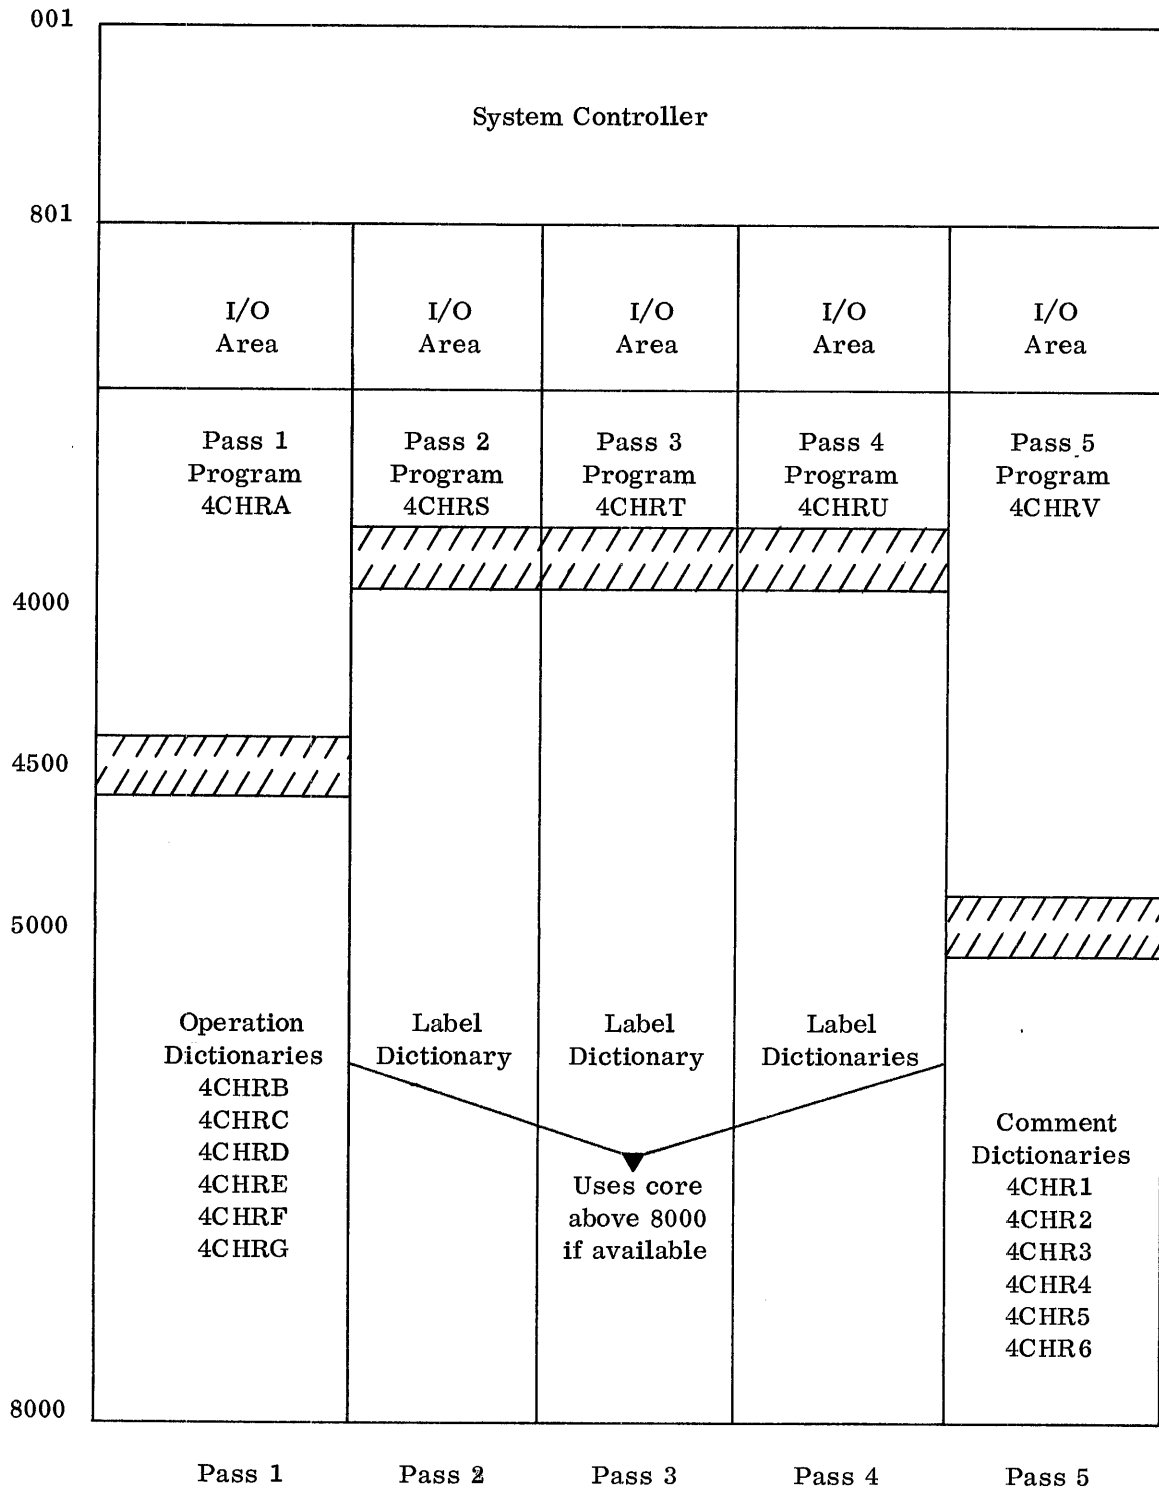 001
System Controller
801
I/O
Area
I/O
Area
I/O
Area
I/O
Area
I/O
Area
Pass 1
Program
4CHRA
Pass 2
Program
4CHRS
Pass 3
Program
4CHRT
Pass 4
Program
4CHRU
Pass 5
Program
4CHRV
4000
4500
5000
Operation
Dictionaries
4CHRB
4CHRC
4CHRD
4CHRE
4CHRF
4CHRG
Label
Dictionary
Label
Dictionary
Label
Dictionaries
Uses core
above 8000
if available
Comment
Dictionaries
4CHR1
4CHR2
4CHR3
4CHR4
4CHR5
4CHR6
8000
Pass 1
Pass 2
Pass 3
Pass 4
Pass 5